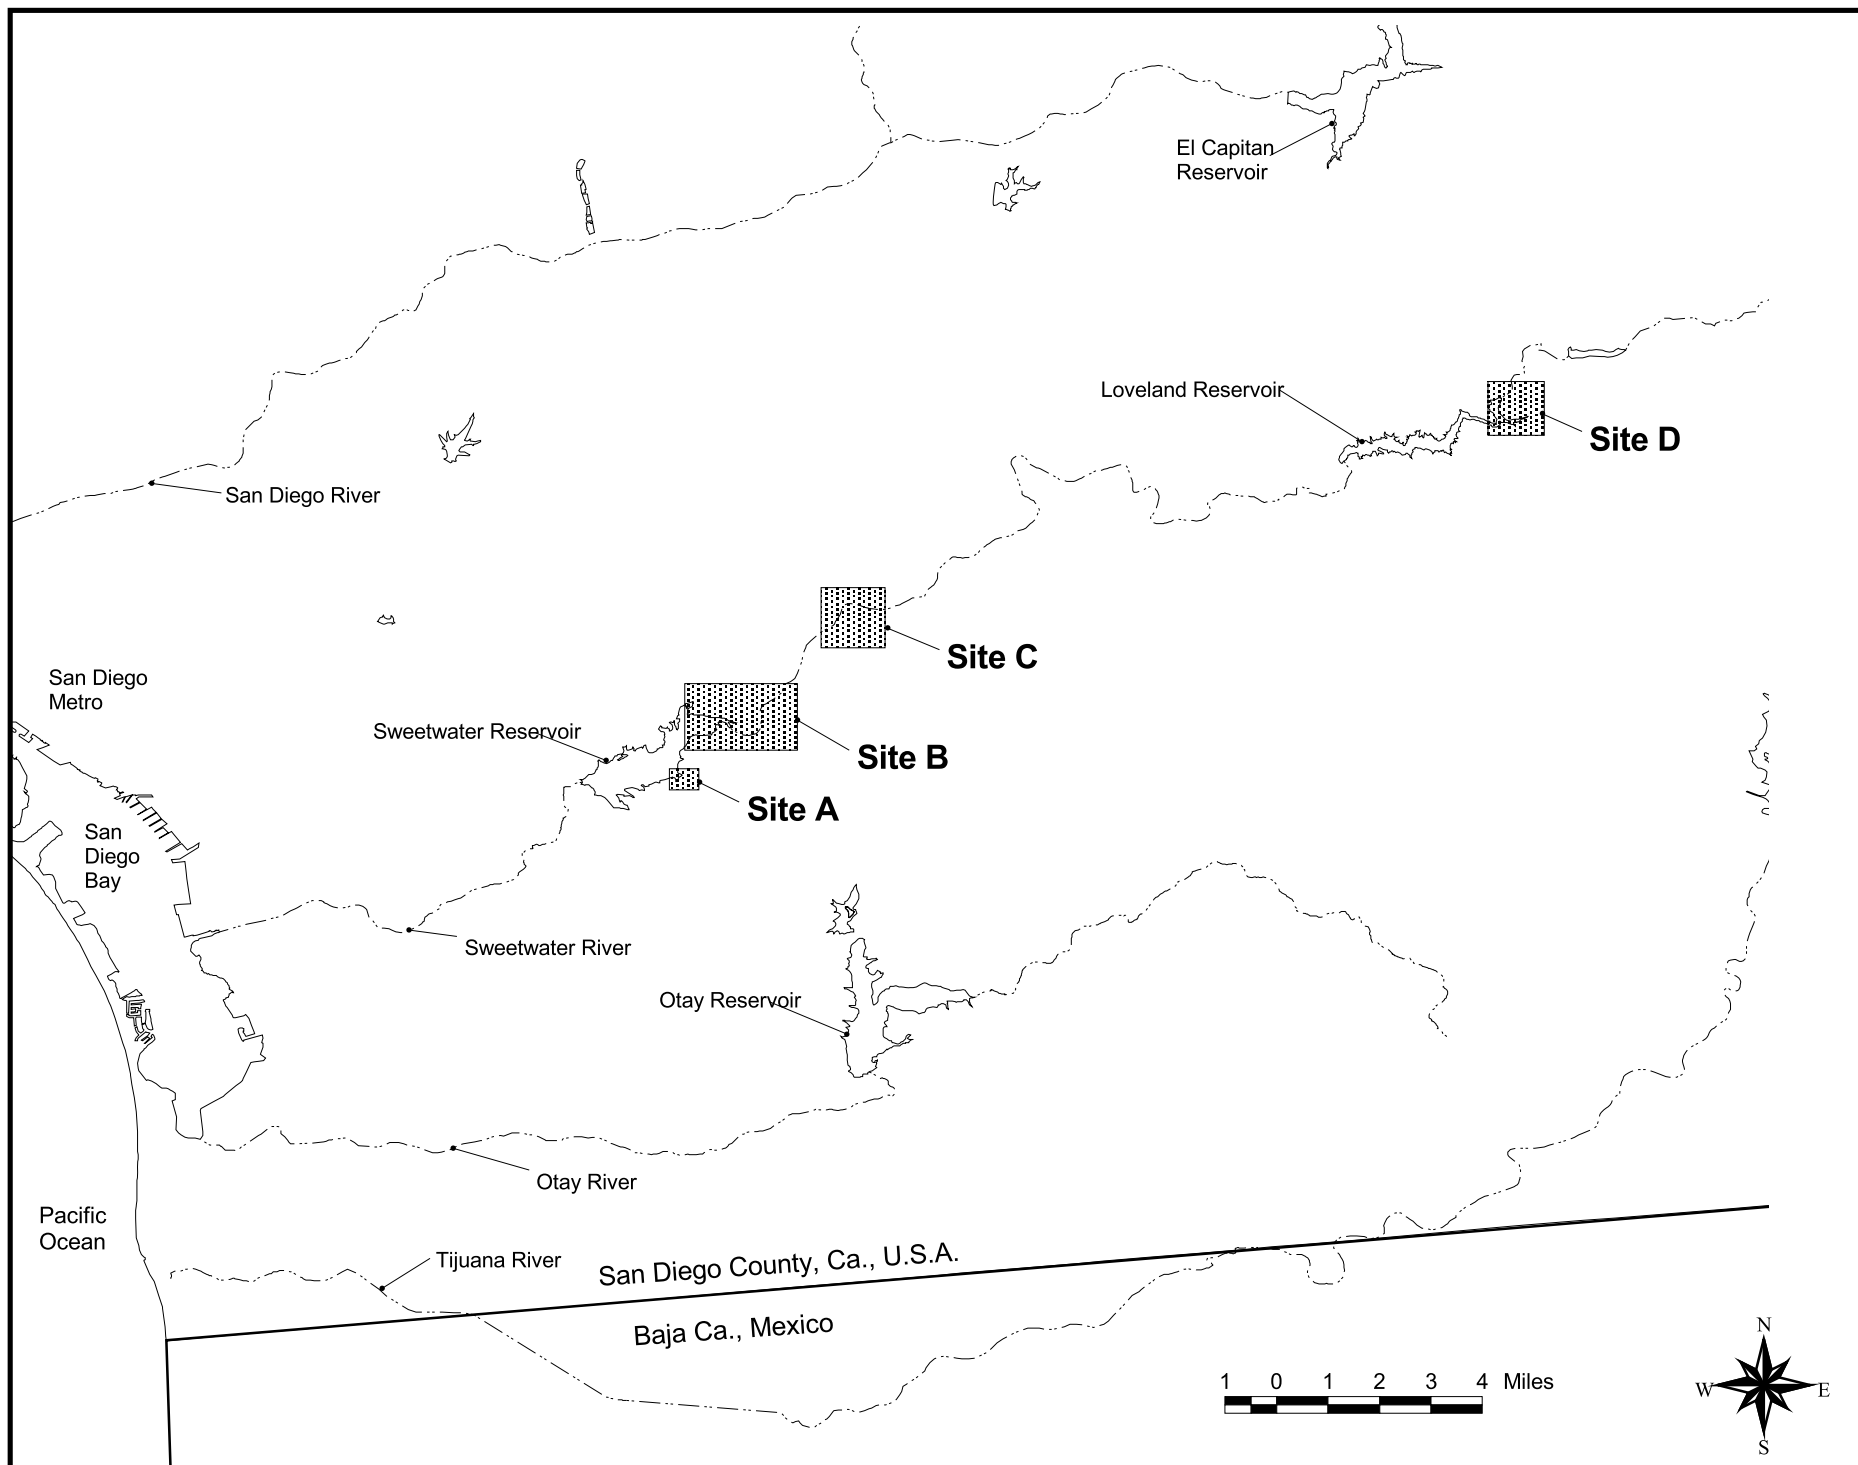 El Capitan
Reservoir
Loveland Reservoir
Site D
San Diego River
Site C
San Diego
Metro
Sweetwater Reservoir
Site B
Site A
San
Diego
Bay
Sweetwater River
Otay Reservoir
Otay River
Pacific
Ocean
Tijuana River
San Diego County, Ca., U.S.A.
Baja Ca., Mexico
1 0 1 2 3 4 Miles
N
W E
S